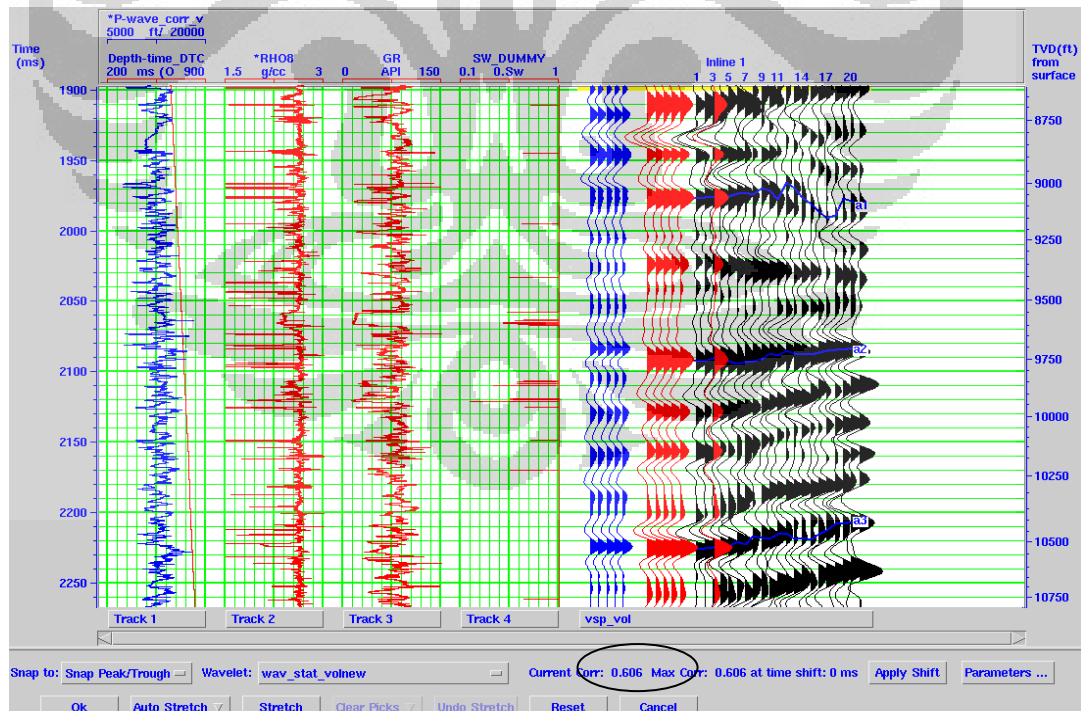 *P-wave_corr_v
5000 ft/ 20000
Time
(ms)
Depth-time_DTC
200 ms (O 900
*RHO8
1.5 g/cc 3
GR
0 API 150
SW_DUMMY
0.1 0.Sw 1
Inline 1
1 3 5 7 9 11 14 17 20
TVD(ft)
from
surface
1900
8750
1950
9000
a1
2000
9250
2050
9500
a2
9750
2100
10000
2150
10250
2200
a3
10500
2250
10750
Track 1 Track 2 Track 3 Track 4 vsp_vol
Snap to: Snap Peak/Trough Wavelet: wav_stat_volnew Current Corr: 0.606 Max Corr: 0.606 at time shift: 0 ms Apply Shift Parameters ...
Ok Auto Stretch Stretch Clear Picks Undo Stretch Reset Cancel